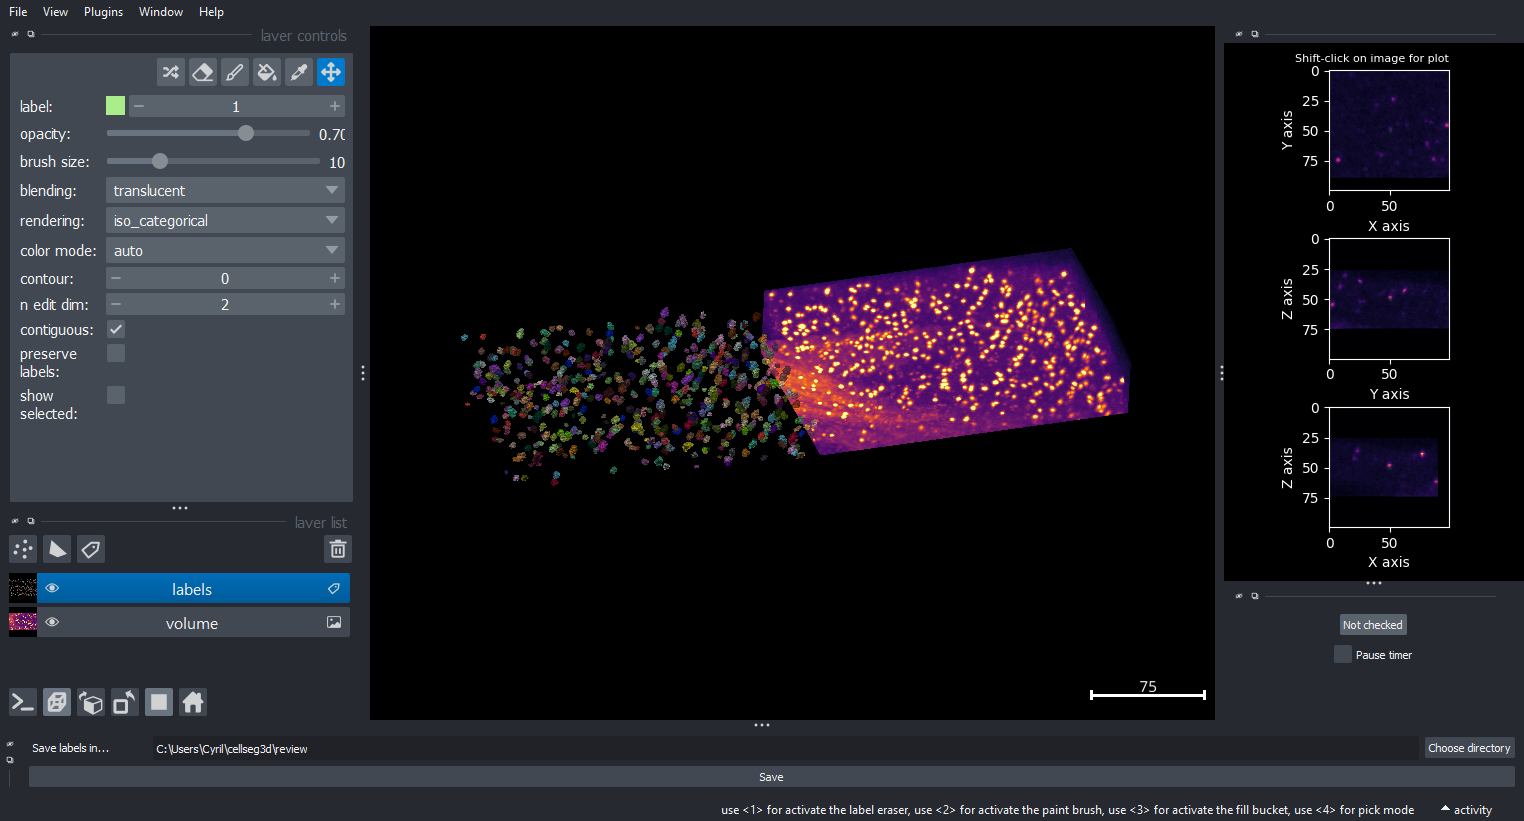 File View Plugins Window Help
layer controls
label: 1
opacity: 0.70
brush size: 10
blending: translucent
rendering: iso_categorical
color mode: auto
contour: 0
n edit dim: 2
contiguous:
preserve
labels:
show
selected:
layer list
labels
volume
75
Shift-click on image for plot
0
25
50
75
Y axis
0 50
X axis
0
25
50
75
Z axis
0 50
Y axis
0
25
50
75
Z axis
0 50
X axis
Not checked
Pause timer
Save labels in... C:\Users\Cyril\cellseg3d\review Choose directory
Save
use <1> for activate the label eraser, use <2> for activate the paint brush, use <3> for activate the fill bucket, use <4> for pick mode activity